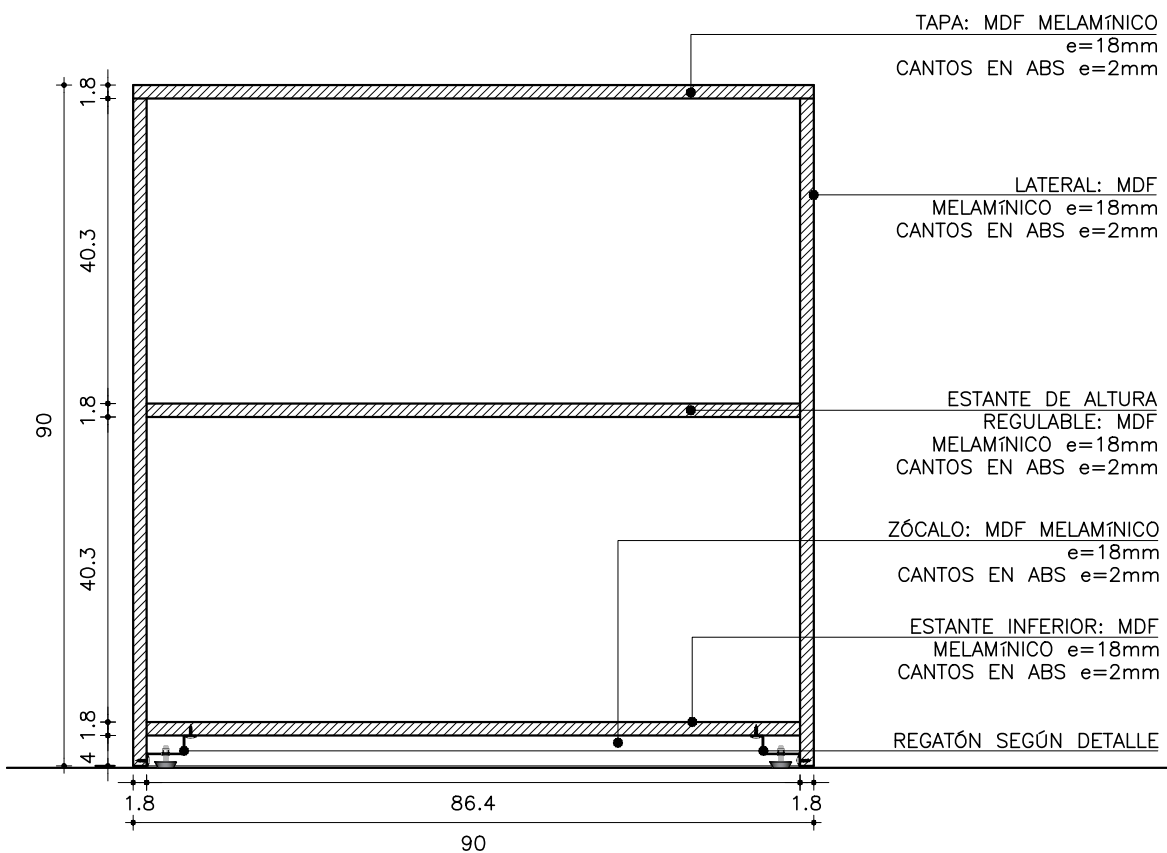 TAPA: MDF MELAMíNICO
e=18mm
CANTOS EN ABS e=2mm
LATERAL: MDF
MELAMíNICO e=18mm
CANTOS EN ABS e=2mm
ESTANTE DE ALTURA
REGULABLE: MDF
MELAMíNICO e=18mm
CANTOS EN ABS e=2mm
ZÓCALO: MDF MELAMíNICO
e=18mm
CANTOS EN ABS e=2mm
ESTANTE INFERIOR: MDF
MELAMíNICO e=18mm
CANTOS EN ABS e=2mm
REGATÓN SEGÚN DETALLE
90
1.8
40.3
1.8
40.3
1.8
4
1.8
86.4
1.8
90